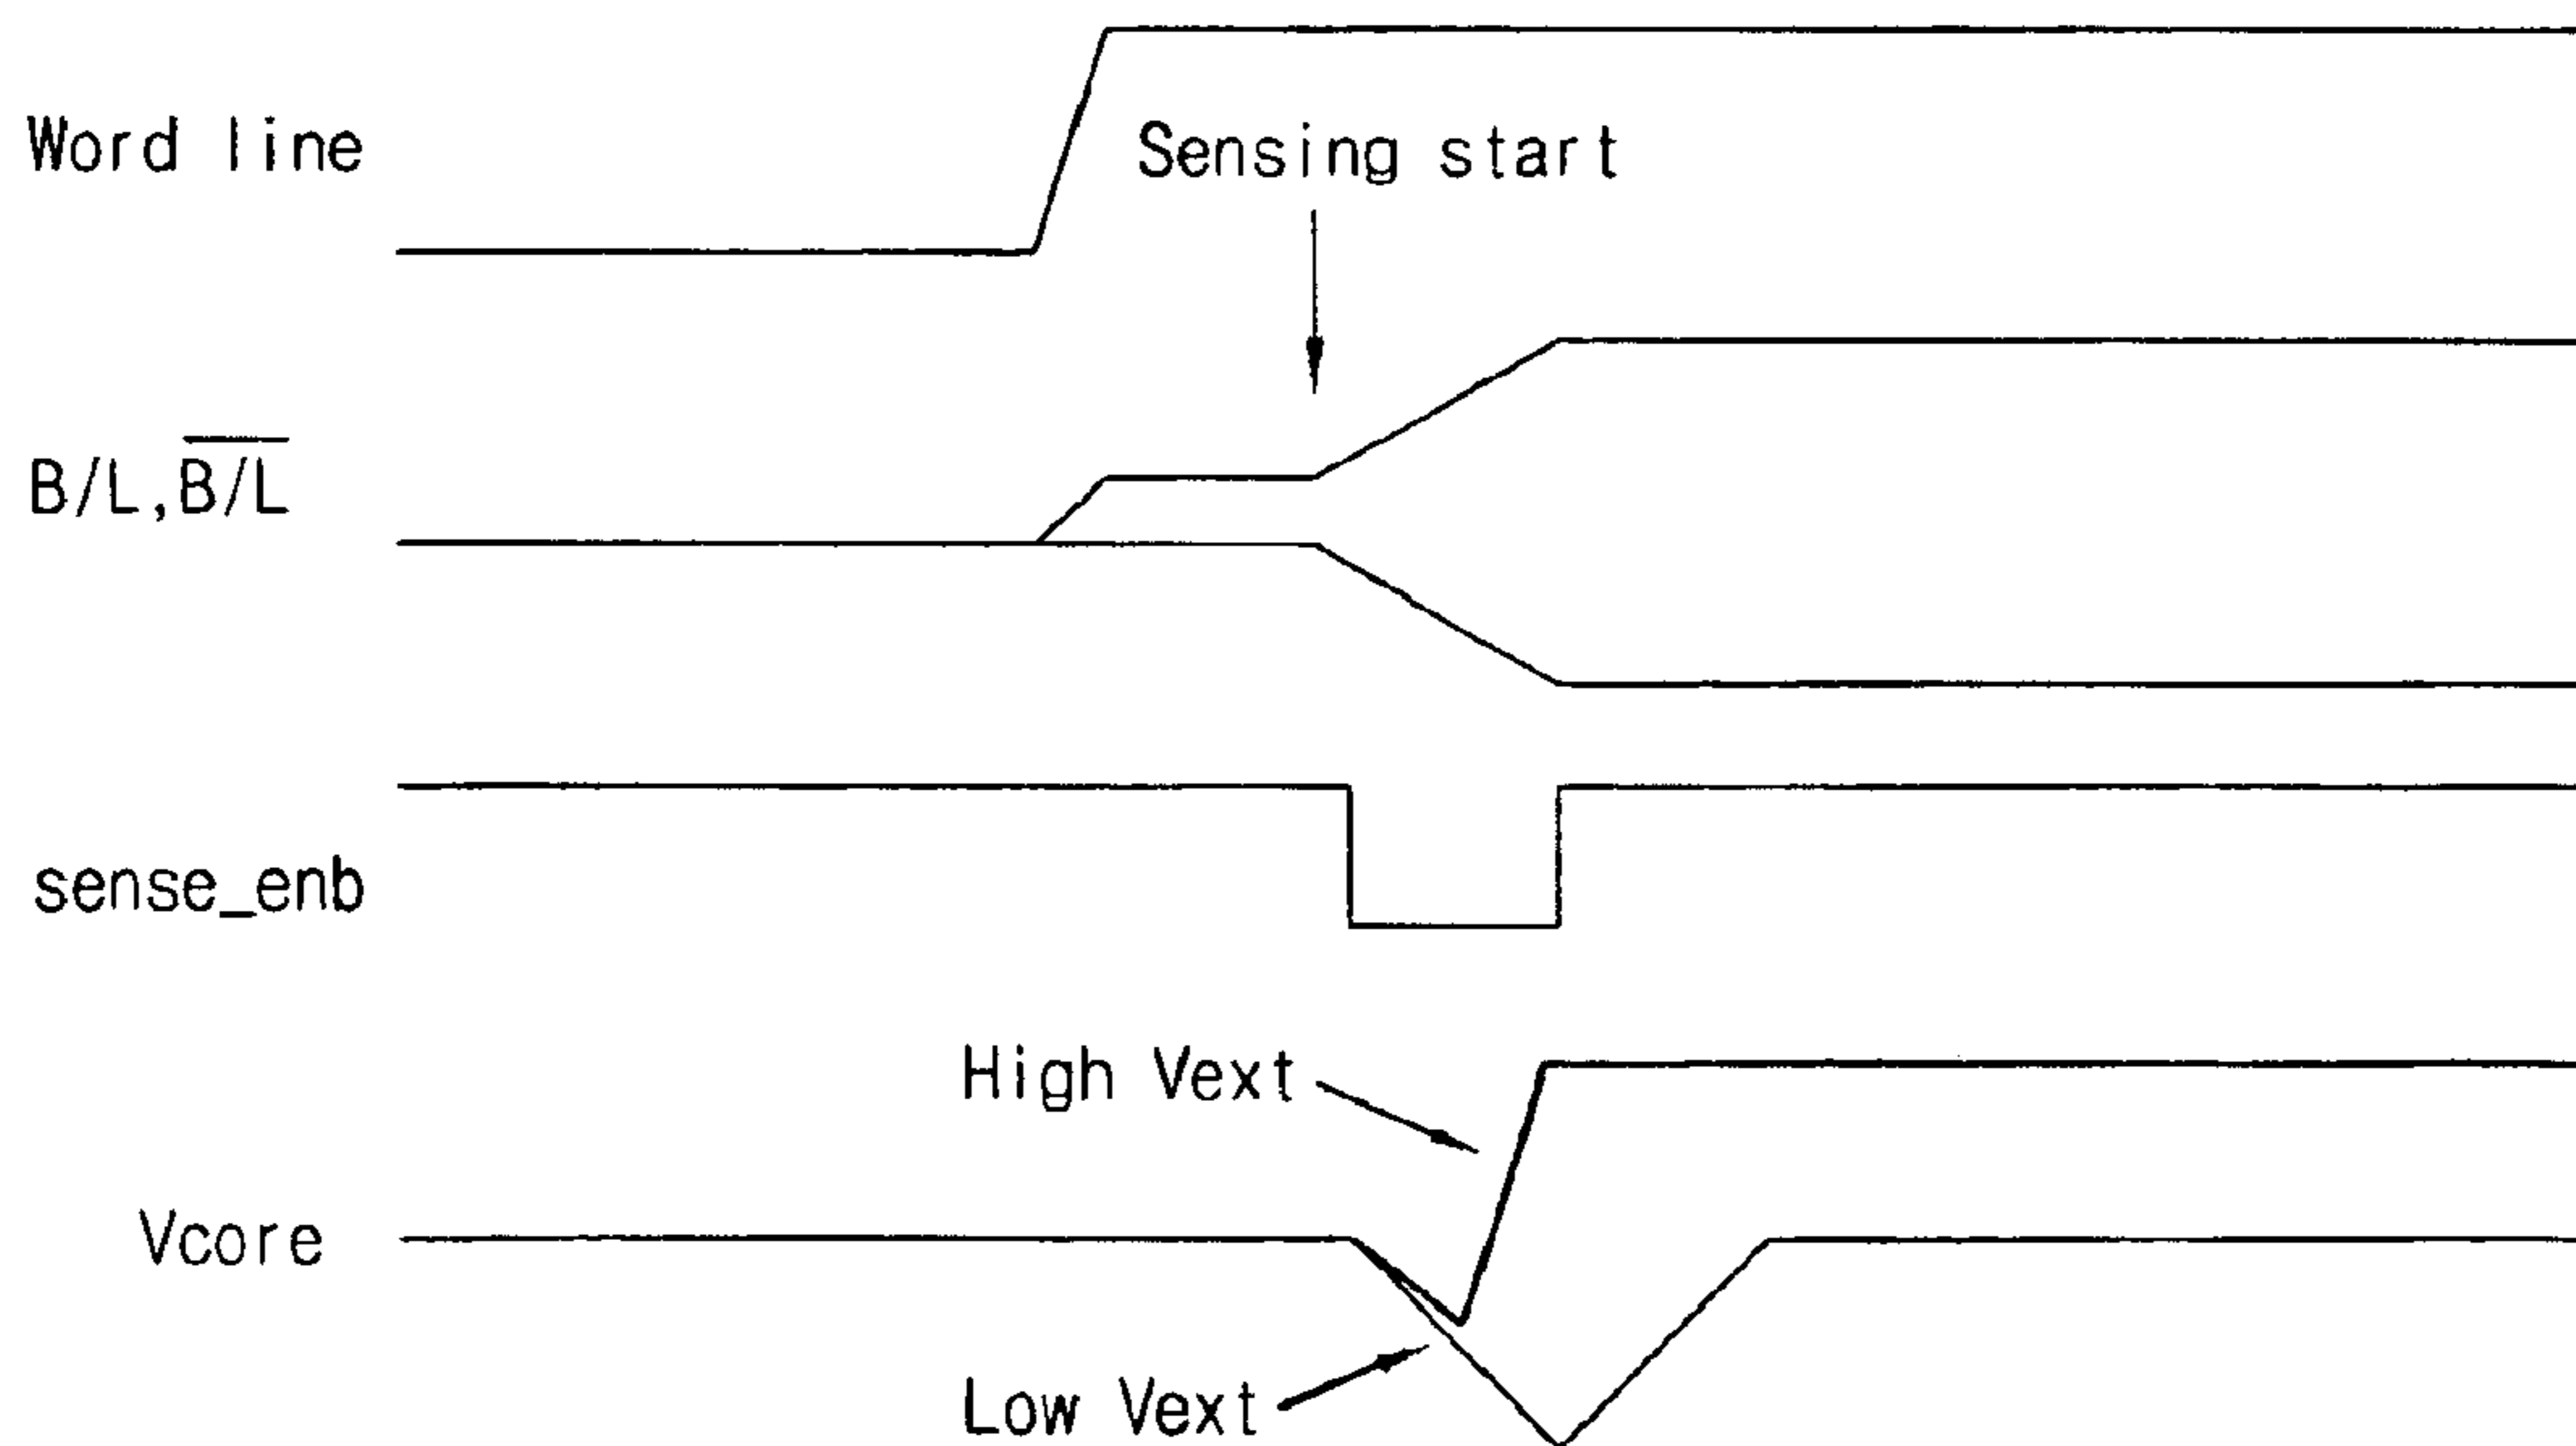 Word line
Sensing start
B/L,B̅/̅L̅
sense_enb
High Vext
Vcore
Low Vext